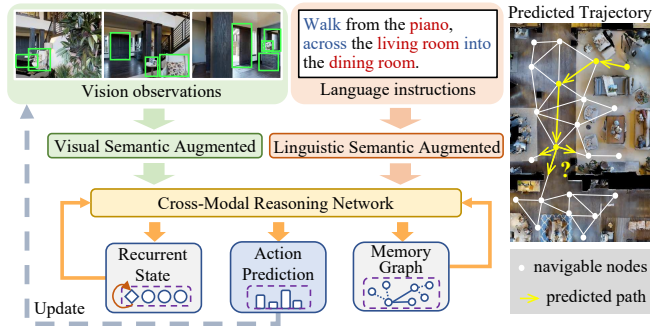 Predicted Trajectory
Walk from the piano,
across the living room into
the dining room.
Vision observations
Language instructions
Visual Semantic Augmented
Linguistic Semantic Augmented
Cross-Modal Reasoning Network
Recurrent
State
Action
Prediction
Memory
Graph
Update
?
navigable nodes
predicted path